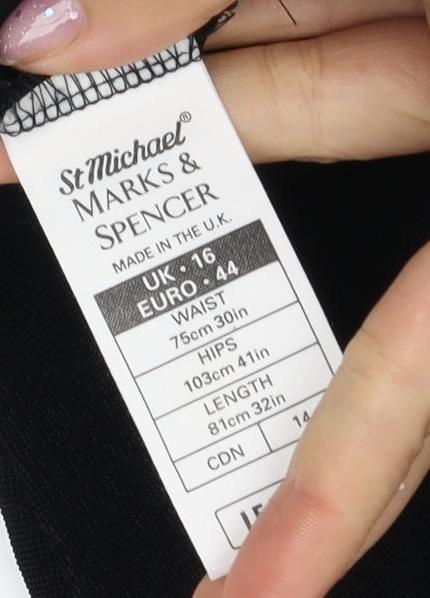 St Michael®
MARKS &
SPENCER
MADE IN THE U.K.
UK • 16
EURO • 44
WAIST
75cm 30in
HIPS
103cm 41in
LENGTH
81cm 32in
CDN 14